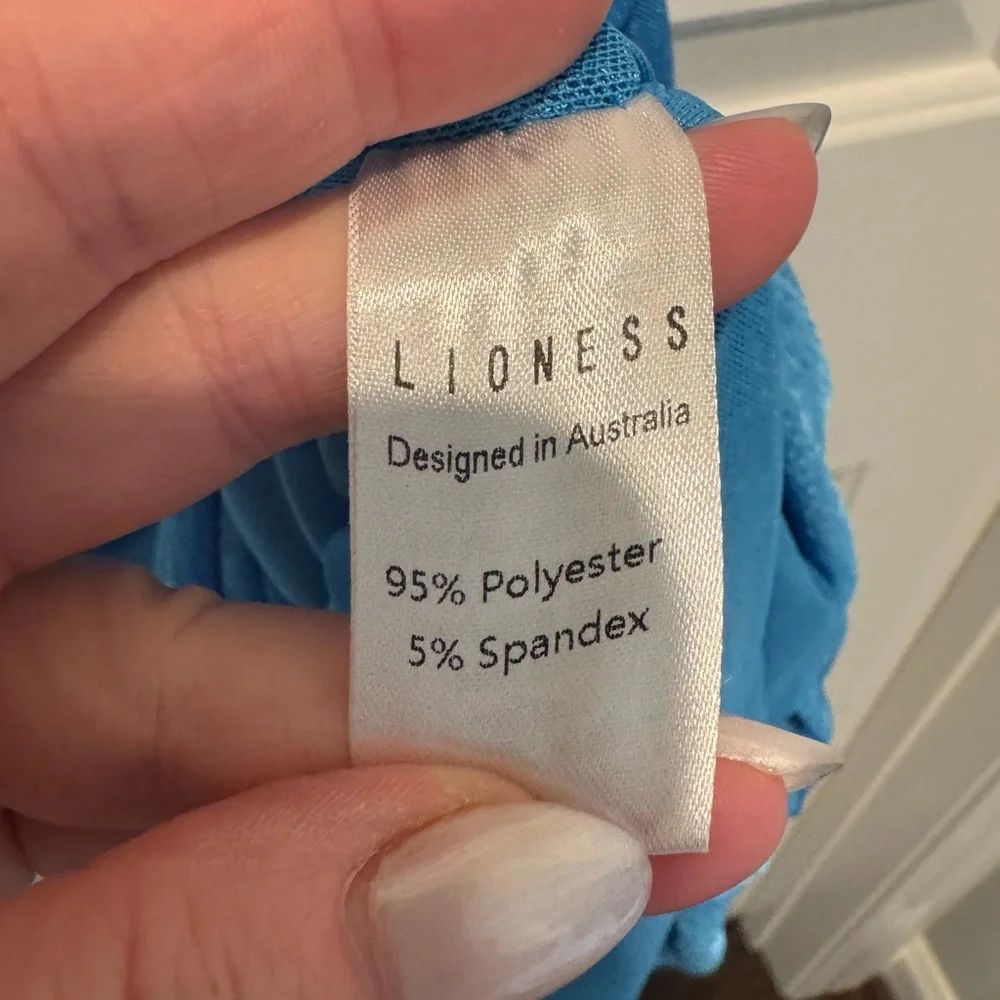 LIONESS
Designed in Australia
95% Polyester
5% Spandex